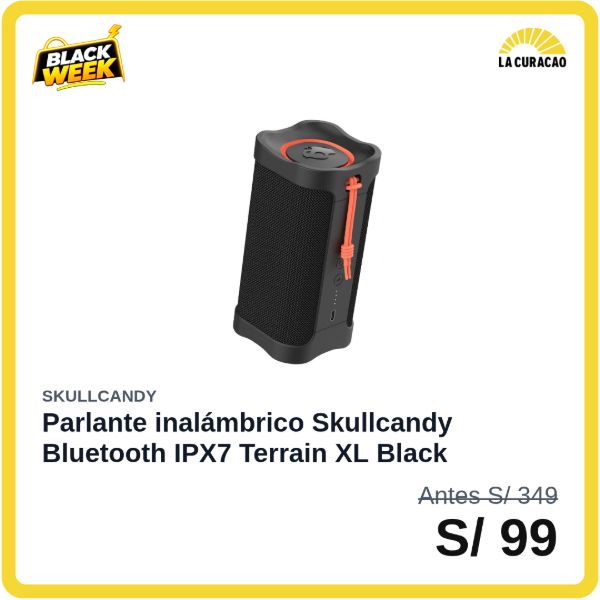 BLACK
WEEK
LA CURACAO
SKULLCANDY
Parlante inalámbrico Skullcandy
Bluetooth IPX7 Terrain XL Black
Antes S/ 349
S/ 99